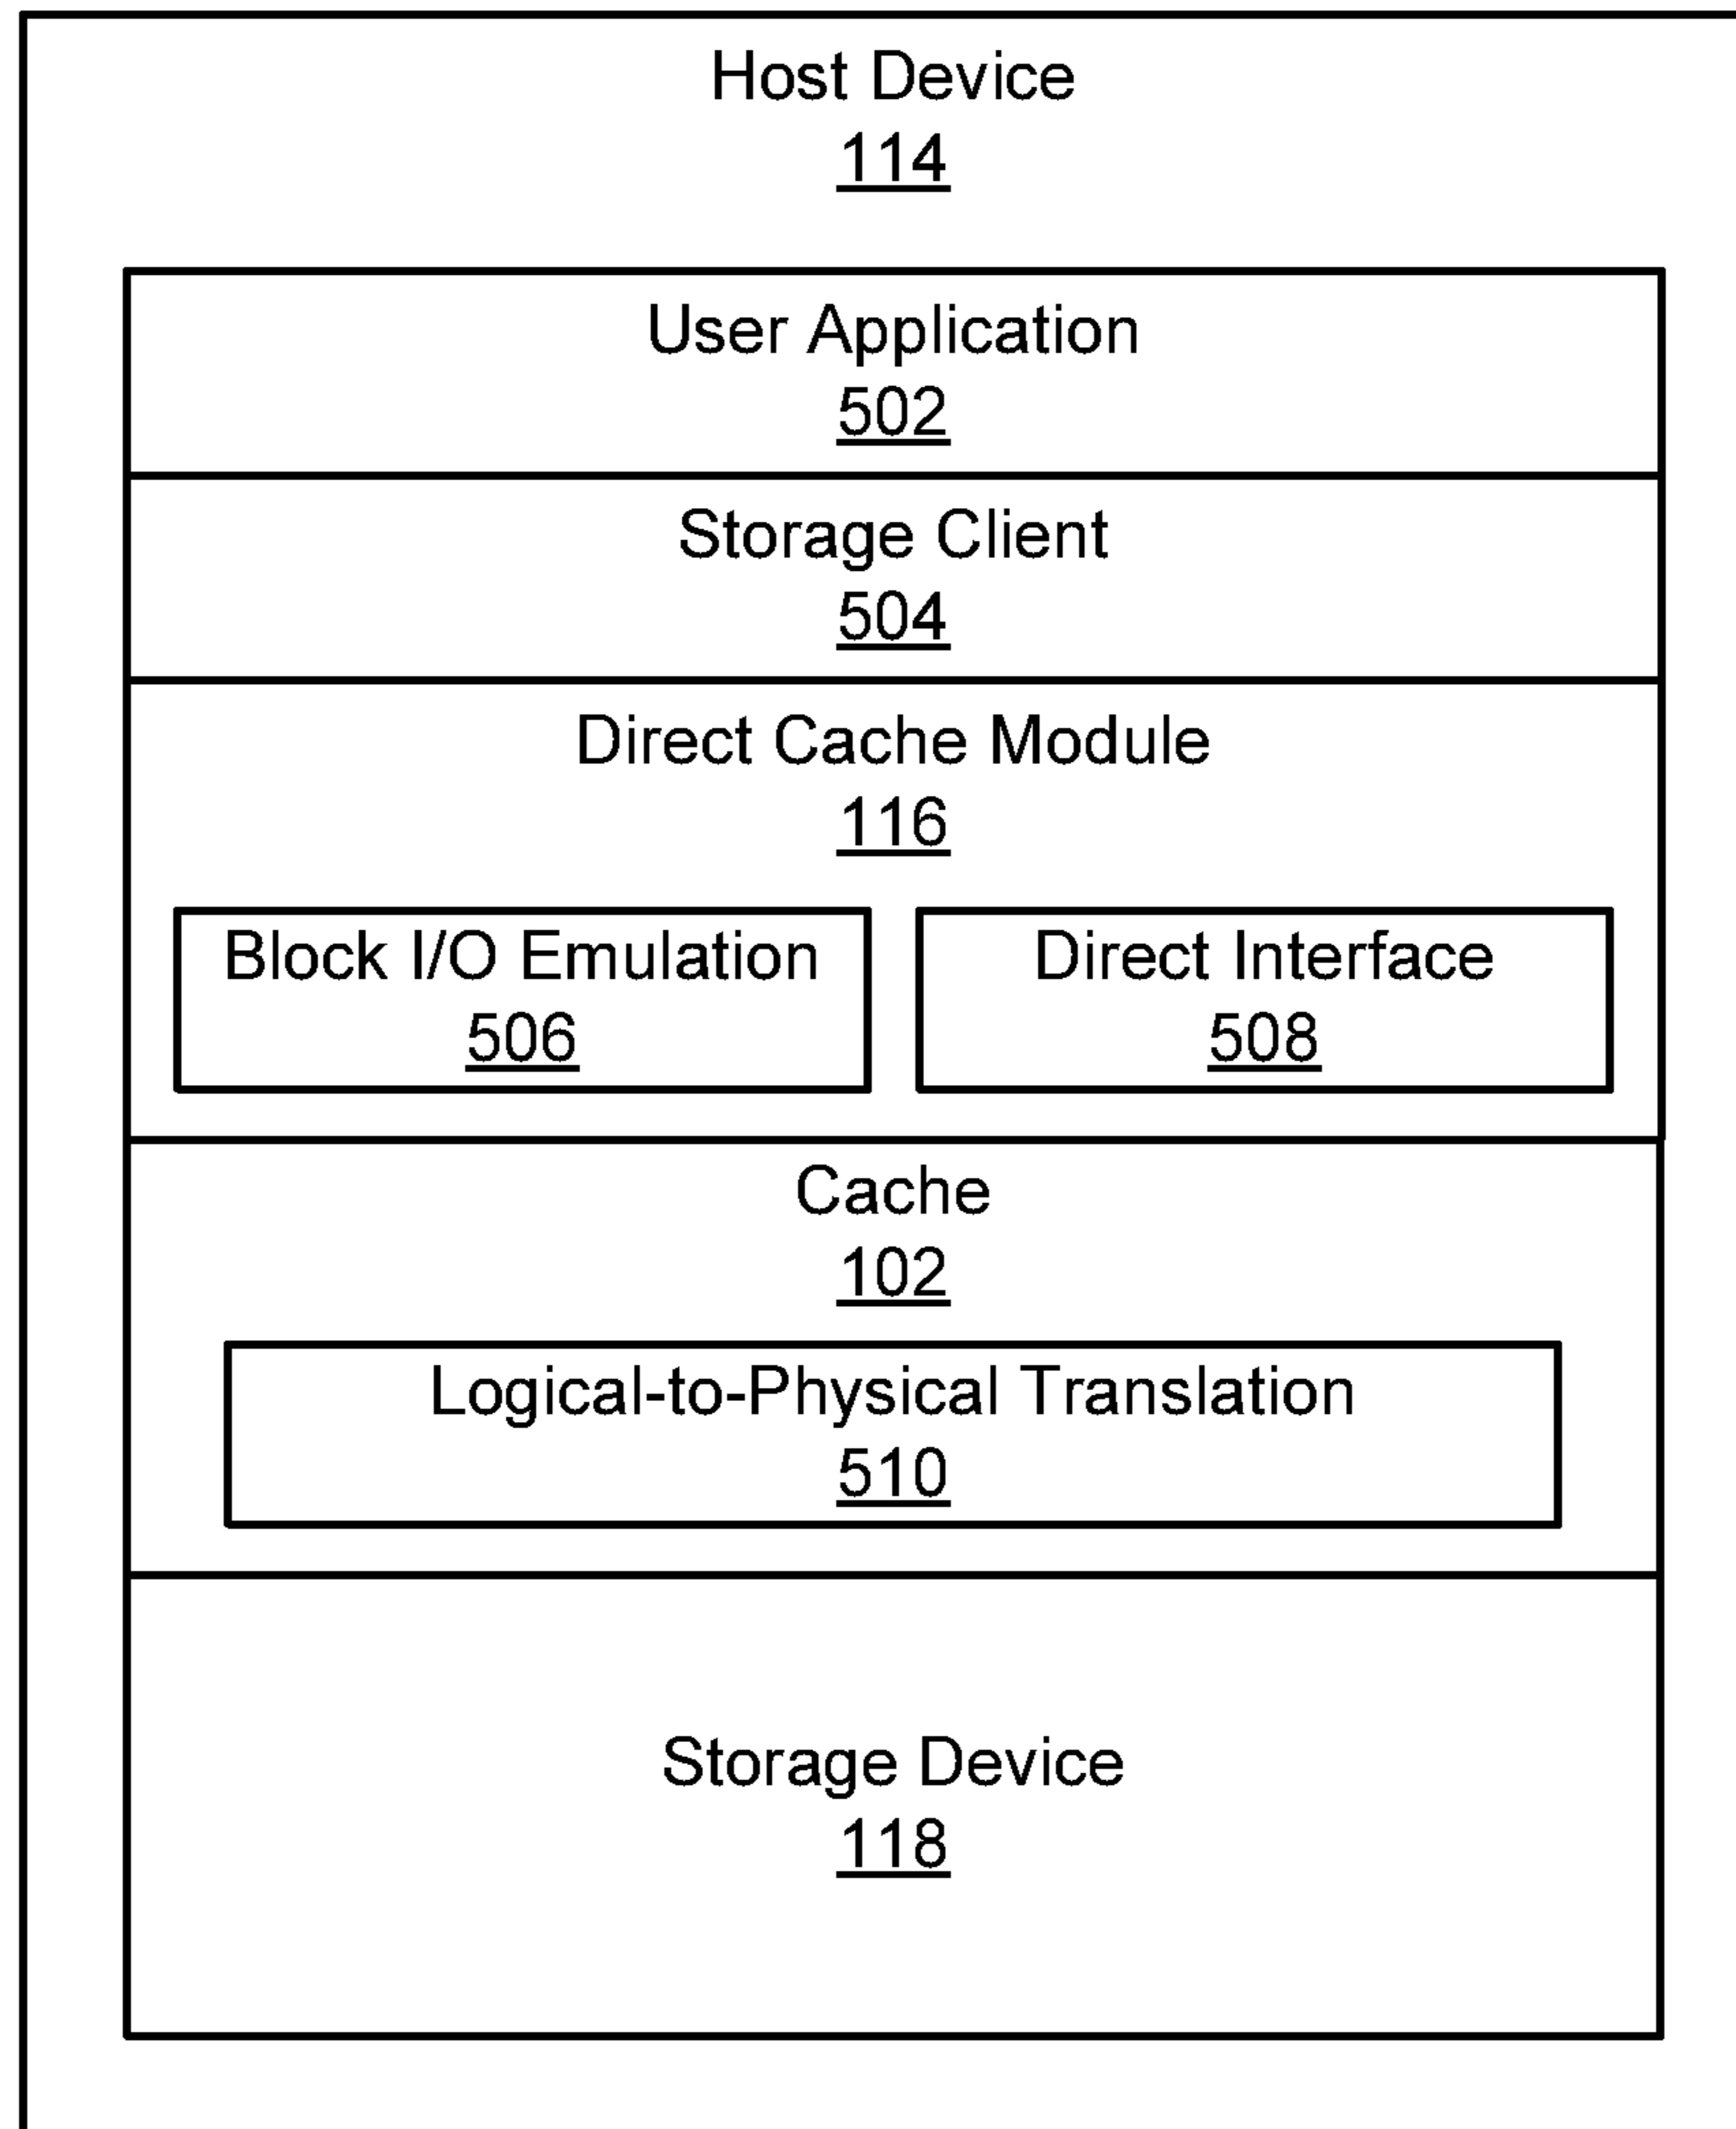 Host Device
114
User Application
502
Storage Client
504
Direct Cache Module
116
Block I/O Emulation
506
Direct Interface
508
Cache
102
Logical-to-Physical Translation
510
Storage Device
118